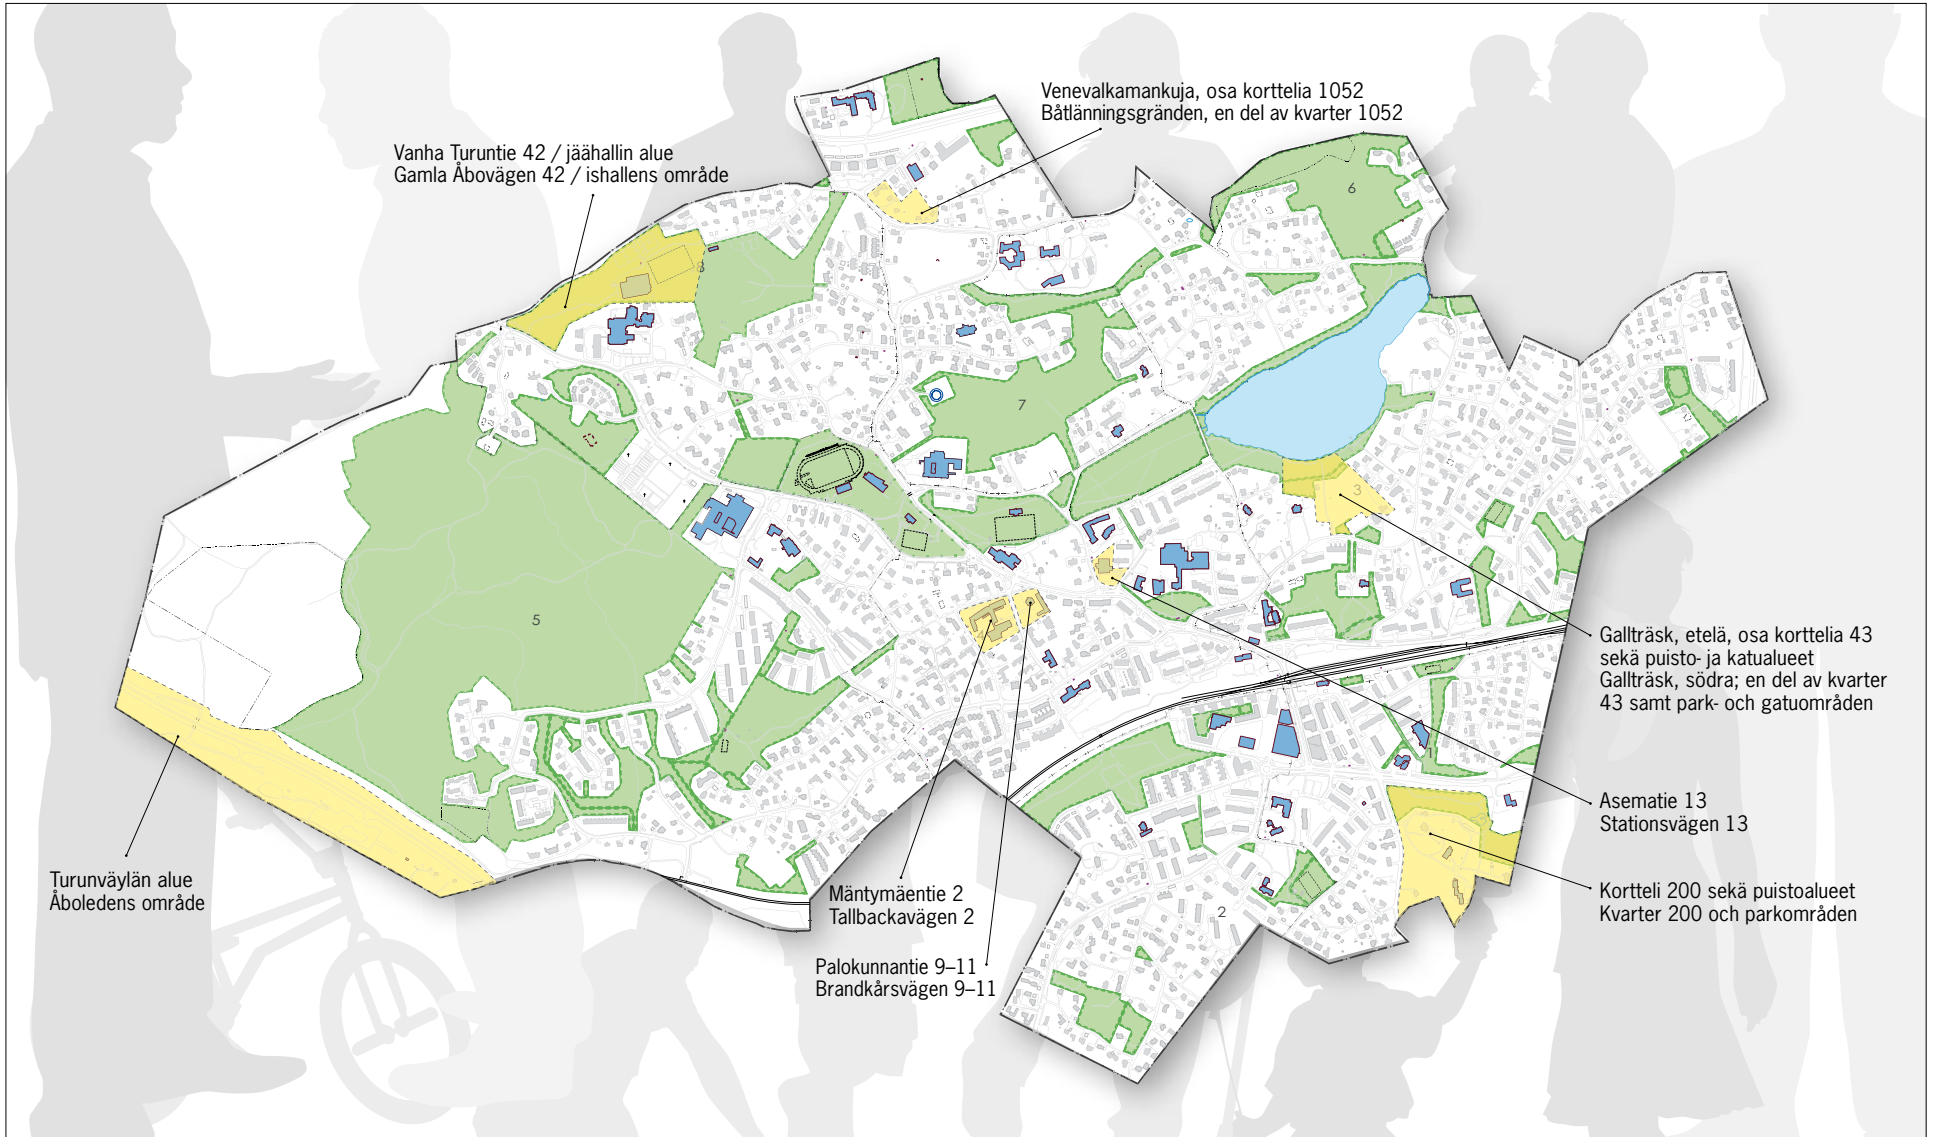 Venevalkamankuja, osa korttelia 1052
Båtlänningsgränden, en del av kvarter 1052
Vanha Turuntie 42 / jäähallin alue
Gamla Åbovägen 42 / ishallens område
6
8
7
3
5
Gallträsk, etelä, osa korttelia 43
sekä puisto- ja katualueet
Gallträsk, södra; en del av kvarter
43 samt park- och gatuområden
1
Asematie 13
Stationsvägen 13
Turunväylän alue
Åboledens område
Mäntymäentie 2
Tallbackavägen 2
Kortteli 200 sekä puistoalueet
Kvarter 200 och parkområden
2
Palokunnantie 9–11
Brandkårsvägen 9–11